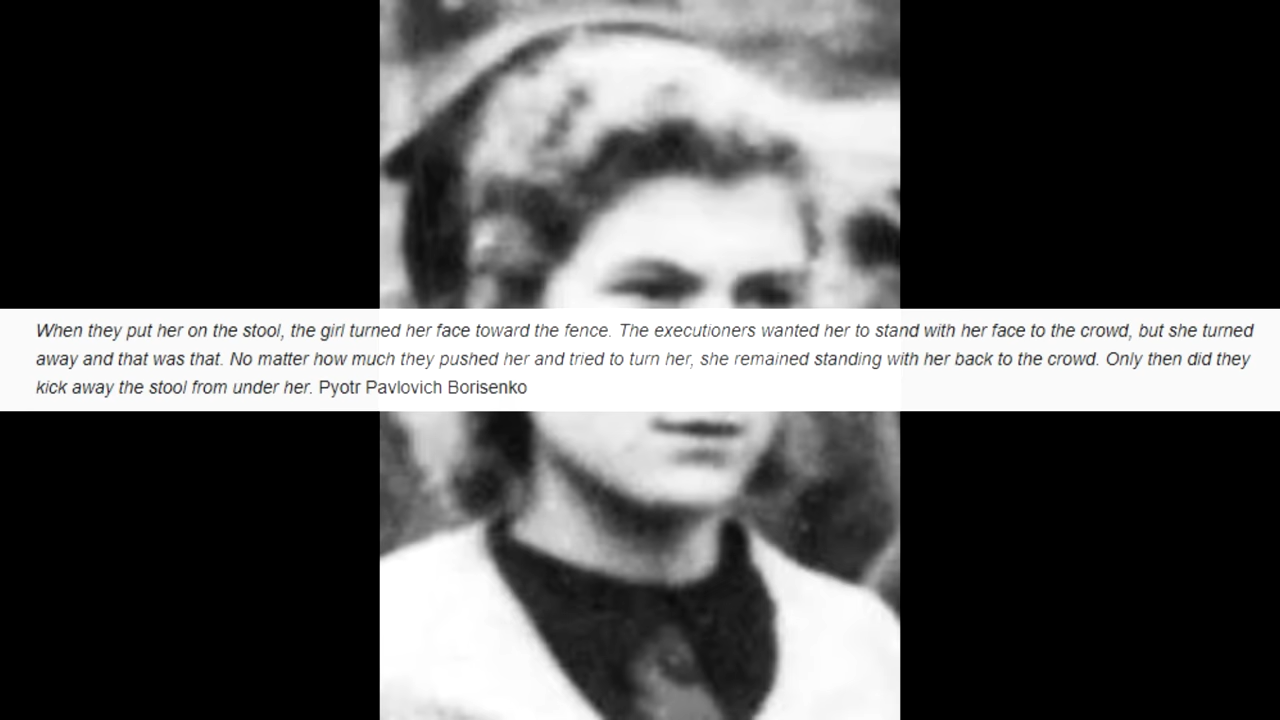 When they put her on the stool, the girl turned her face toward the fence. The executioners wanted her to stand with her face to the crowd, but she turned
away and that was that. No matter how much they pushed her and tried to turn her, she remained standing with her back to the crowd. Only then did they
kick away the stool from under her. Pyotr Pavlovich Borisenko